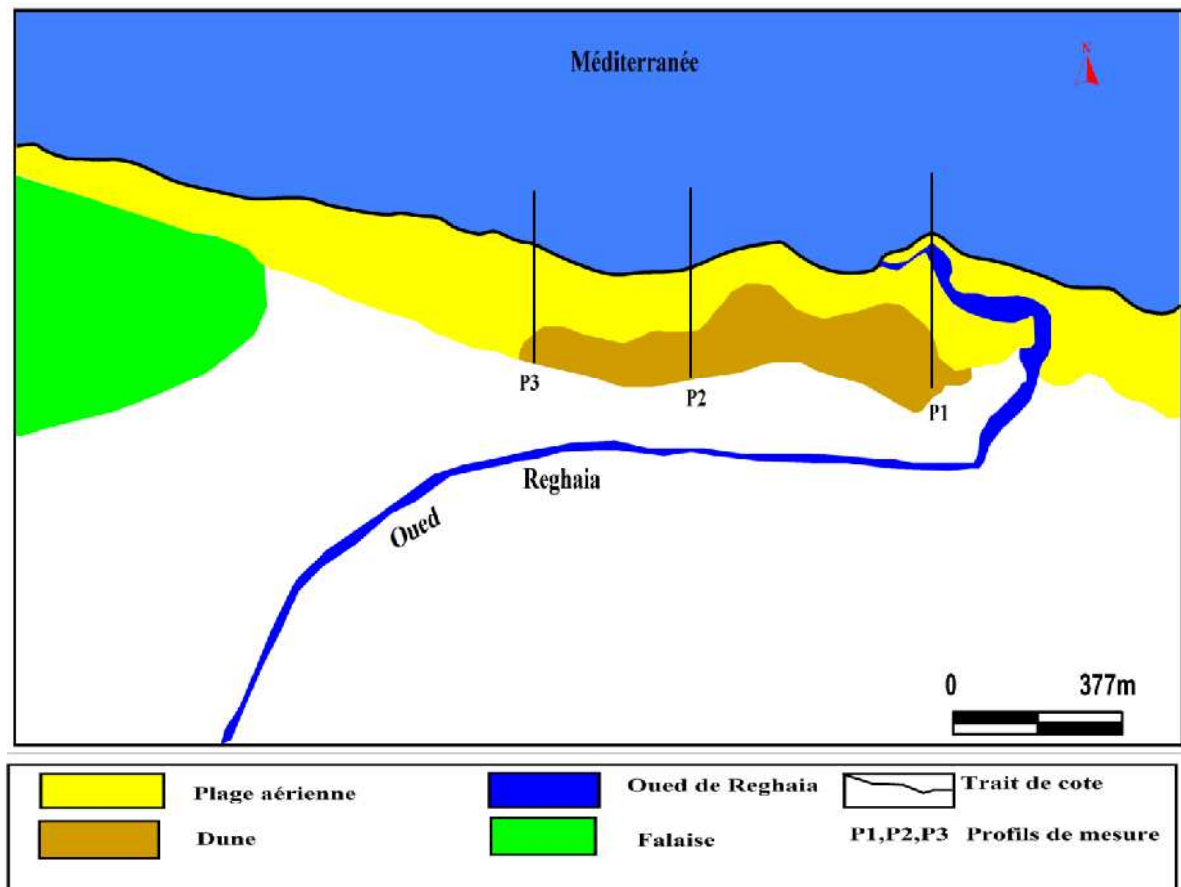 Méditerranée
N
P3
P2
P1
Reghaia
Oued
0 377m
Plage aérienne
Oued de Reghaia
Trait de cote
Dune
Falaise
P1,P2,P3 Profils de mesure